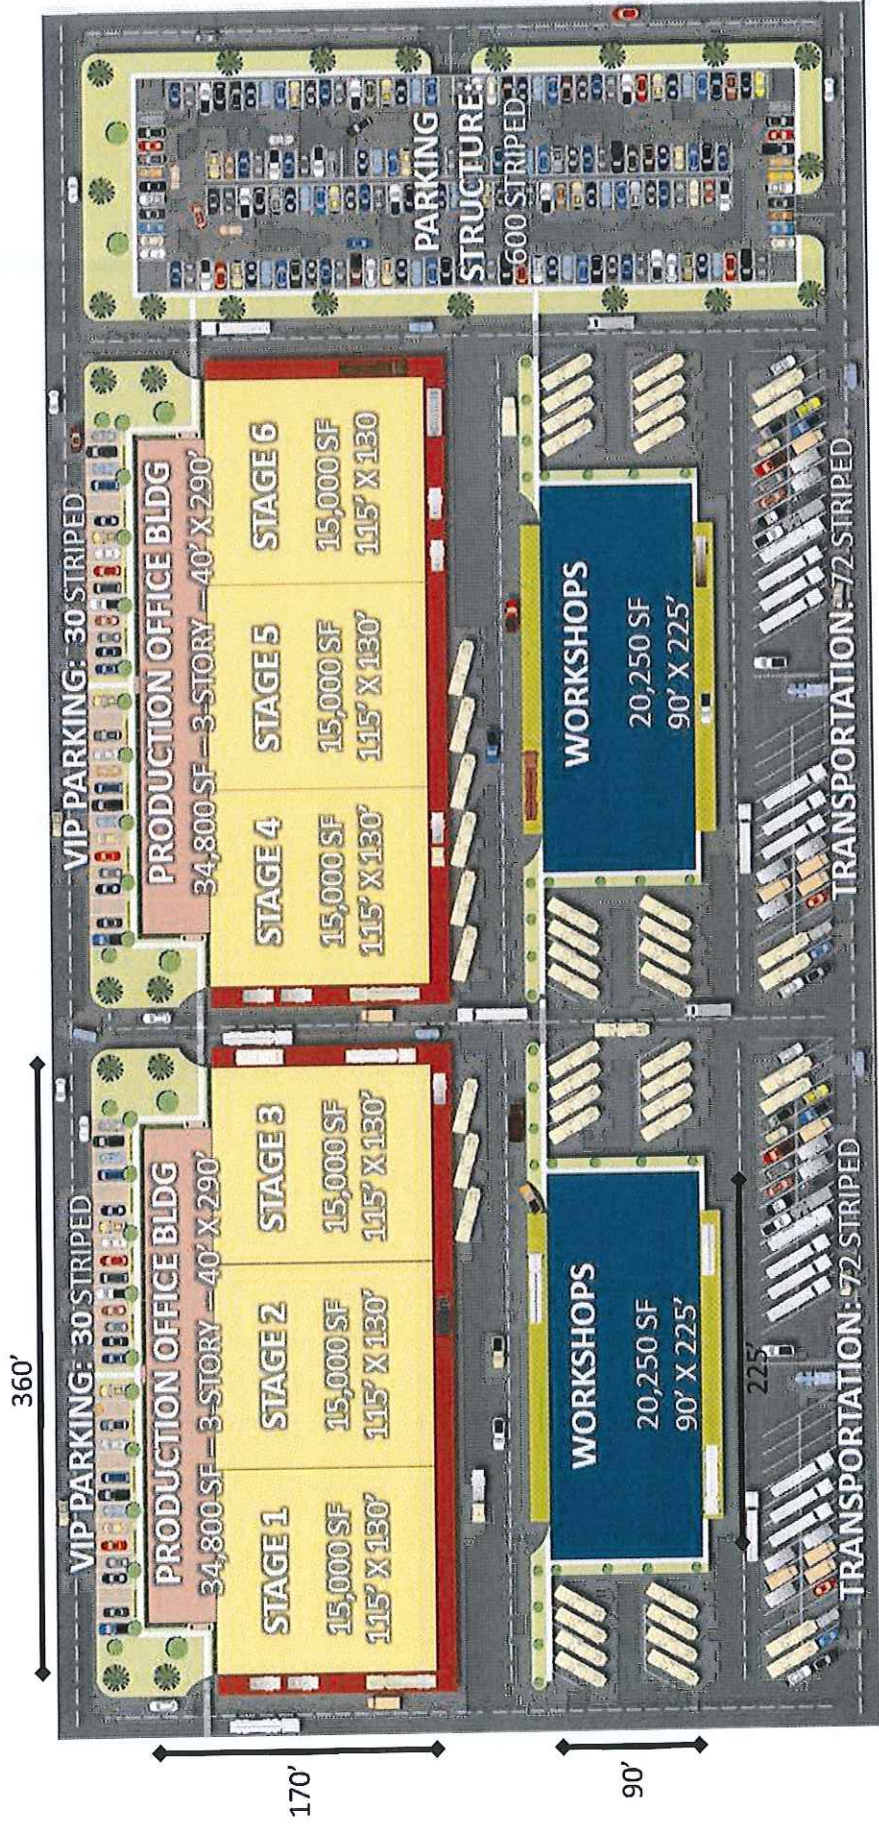 360'
VIP PARKING: 30 STRIPED
PRODUCTION OFFICE BLDG
34,800 SF – 3-STORY – 40' X 290'
STAGE 1
15,000 SF
115' X 130'
STAGE 2
15,000 SF
115' X 130'
STAGE 3
15,000 SF
115' X 130'
170'
WORKSHOPS
20,250 SF
90' X 225'
225'
90'
TRANSPORTATION: 72 STRIPED
VIP PARKING: 30 STRIPED
PRODUCTION OFFICE BLDG
34,800 SF – 3-STORY – 40' X 290'
STAGE 4
15,000 SF
115' X 130'
STAGE 5
15,000 SF
115' X 130'
STAGE 6
15,000 SF
115' X 130
WORKSHOPS
20,250 SF
90' X 225'
TRANSPORTATION: 72 STRIPED
PARKING
STRUCTURE:
600 STRIPED